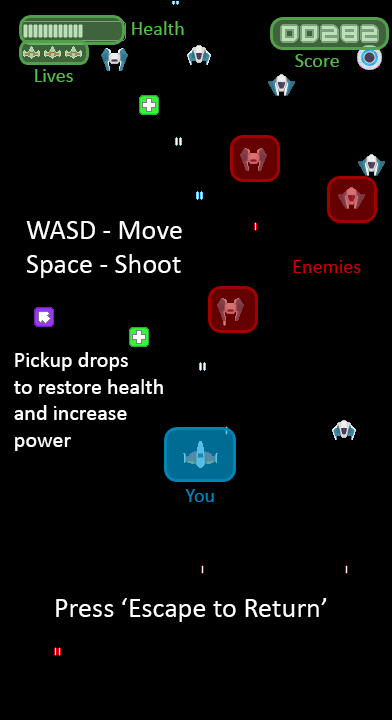 Health
00282
Lives
Score
WASD - Move
Space - Shoot
Enemies
Pickup drops
to restore health
and increase
power
You
Press ‘Escape to Return’